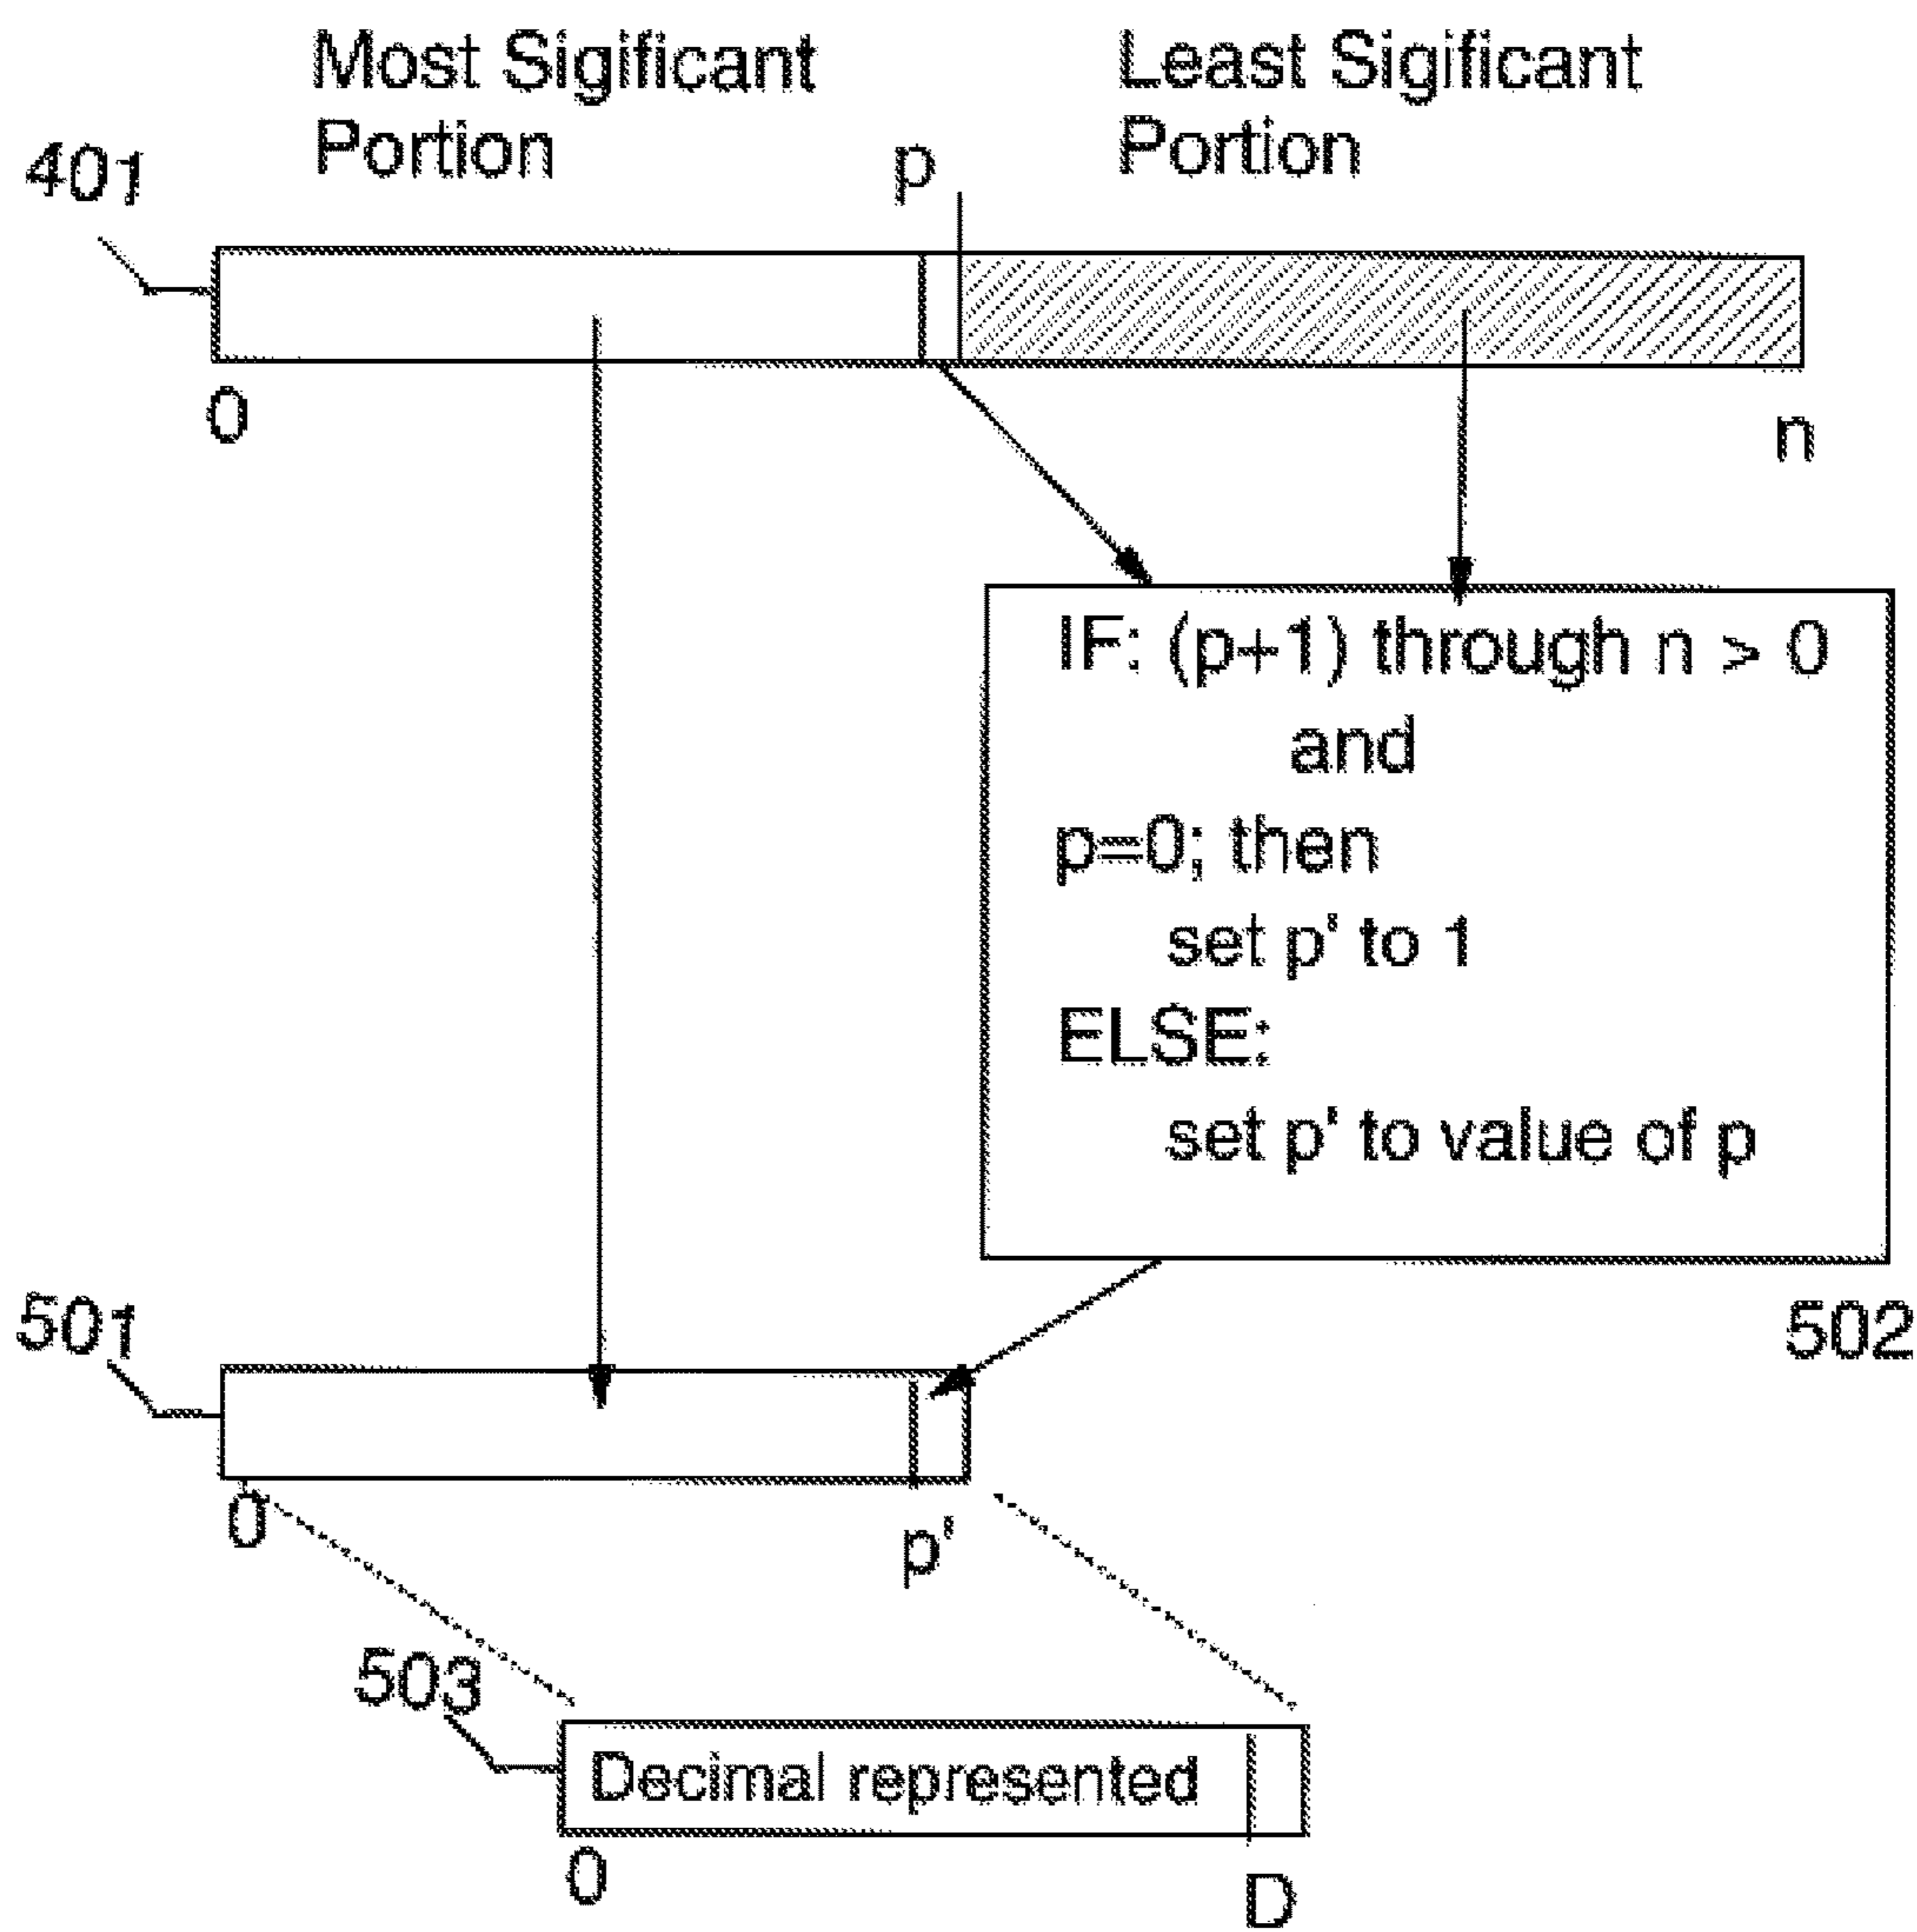 Most Sigificant
Portion
Least Sigificant
Portion
401
p
0
n
IF: (p+1) through n > 0
and
p=0; then
set p' to 1
ELSE:
set p' to value of p
502
501
0
p'
503
Decimal represented
0
D